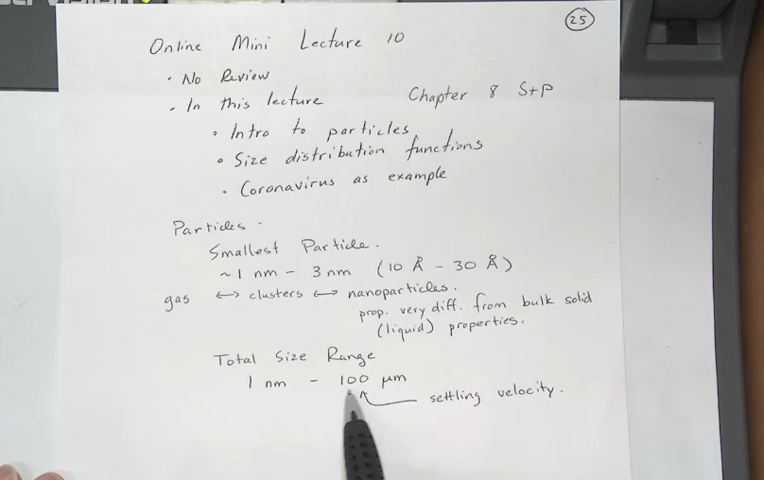 25
Online Mini Lecture 10
• No Review
• In this lecture Chapter 8 S+P
• Intro to particles
• Size distribution functions
• Coronavirus as example
Particles -
Smallest Particle.
~1 nm - 3 nm (10 Å - 30 Å)
gas ↔ clusters ↔ nanoparticles.
prop. very diff. from bulk solid
(liquid) properties.
Total Size Range
1 nm - 100 μm
settling velocity.